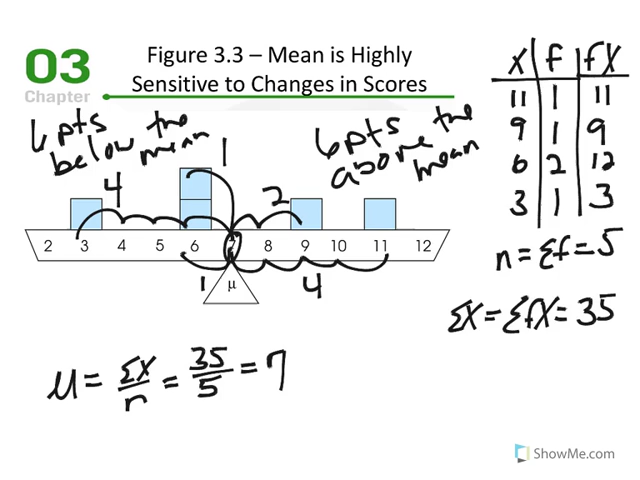 03
Chapter
Figure 3.3 – Mean is Highly
Sensitive to Changes in Scores
X f fX
11 1 11
9 1 9
6 2 12
3 1 3
n = Σf = 5
ΣX = ΣfX = 35
6 pts
below the
mean
6 pts
above the
mean
4 1 2
2 3 4 5 6 7 8 9 10 11 12
1 4
μ
μ = ΣX/n = 35/5 = 7
ShowMe.com